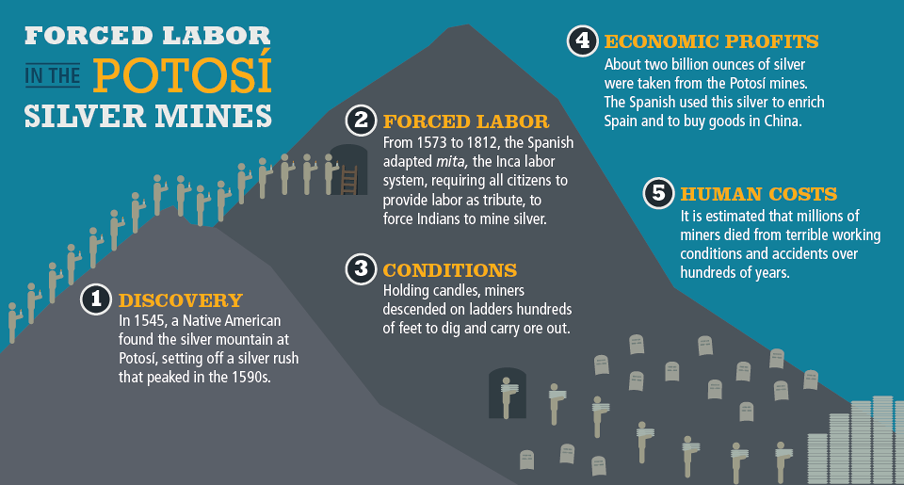 FORCED LABOR
IN THE POTOSÍ
SILVER MINES
1 DISCOVERY
In 1545, a Native American
found the silver mountain at
Potosí, setting off a silver rush
that peaked in the 1590s.
2 FORCED LABOR
From 1573 to 1812, the Spanish
adapted mita, the Inca labor
system, requiring all citizens to
provide labor as tribute, to
force Indians to mine silver.
3 CONDITIONS
Holding candles, miners
descended on ladders hundreds
of feet to dig and carry ore out.
4 ECONOMIC PROFITS
About two billion ounces of silver
were taken from the Potosí mines.
The Spanish used this silver to enrich
Spain and to buy goods in China.
5 HUMAN COSTS
It is estimated that millions of
miners died from terrible working
conditions and accidents over
hundreds of years.